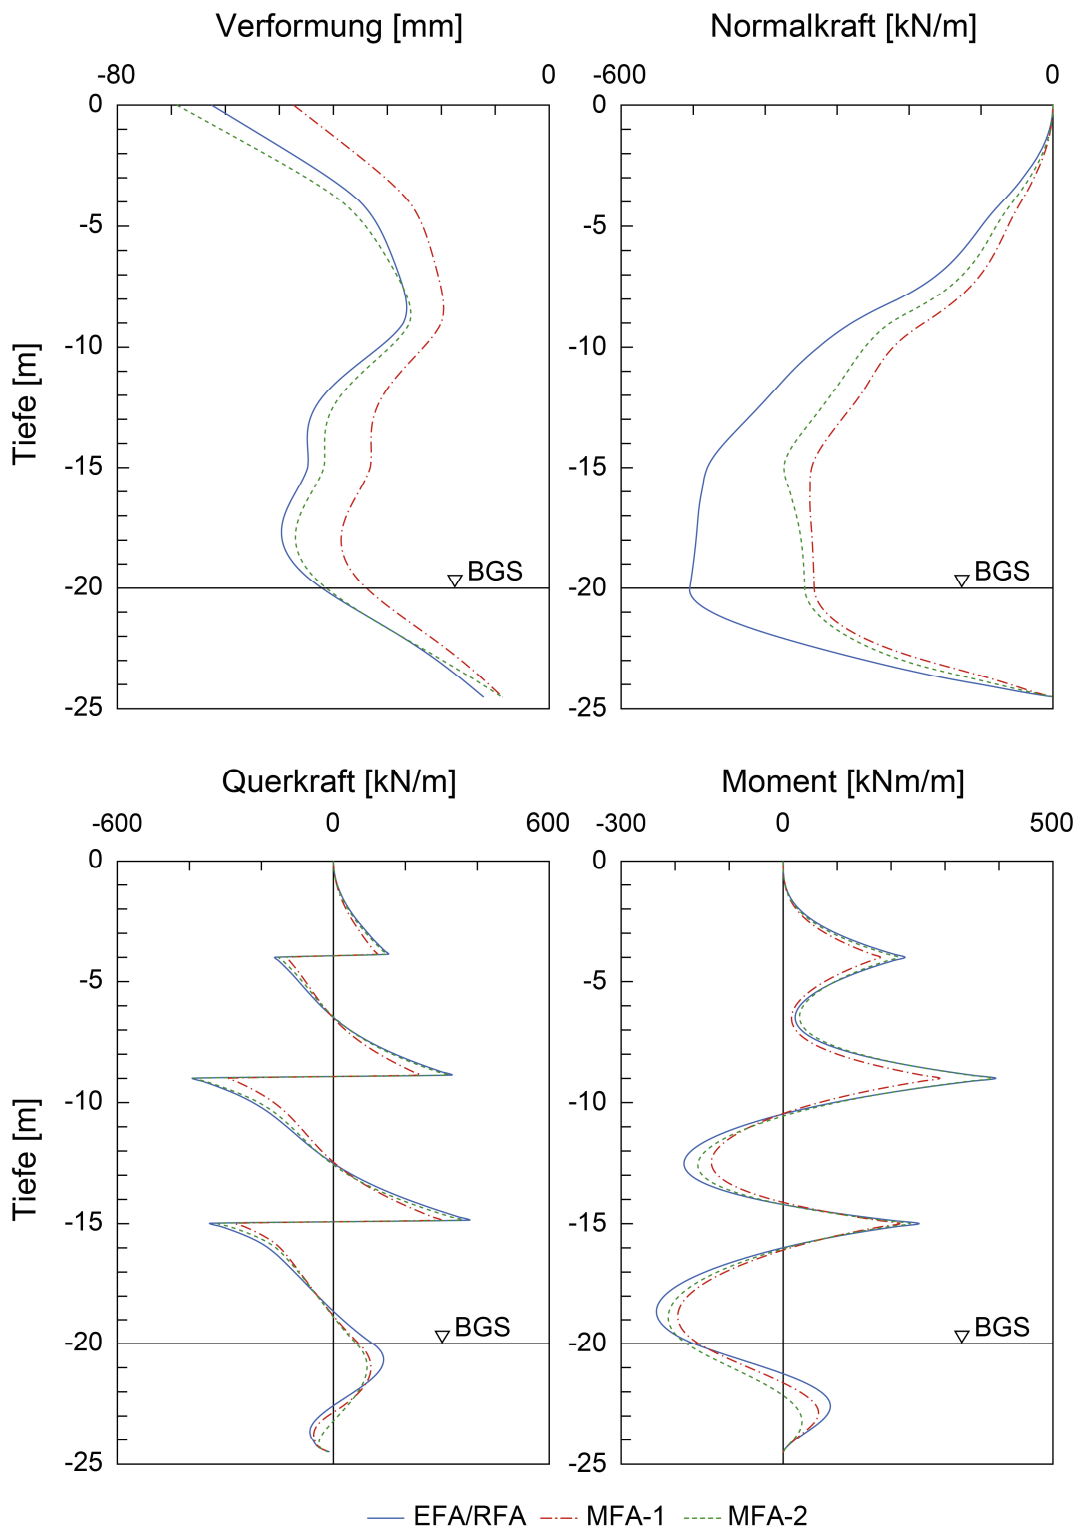 Verformung [mm]
Normalkraft [kN/m]
-80 0
-600 0
0
-5
-10
-15
-20
-25
Tiefe [m]
BGS
0
-5
-10
-15
-20
-25
BGS
Querkraft [kN/m]
Moment [kNm/m]
-600 0 600
-300 0 500
0
-5
-10
-15
-20
-25
Tiefe [m]
BGS
0
-5
-10
-15
-20
-25
BGS
EFA/RFA MFA-1 MFA-2